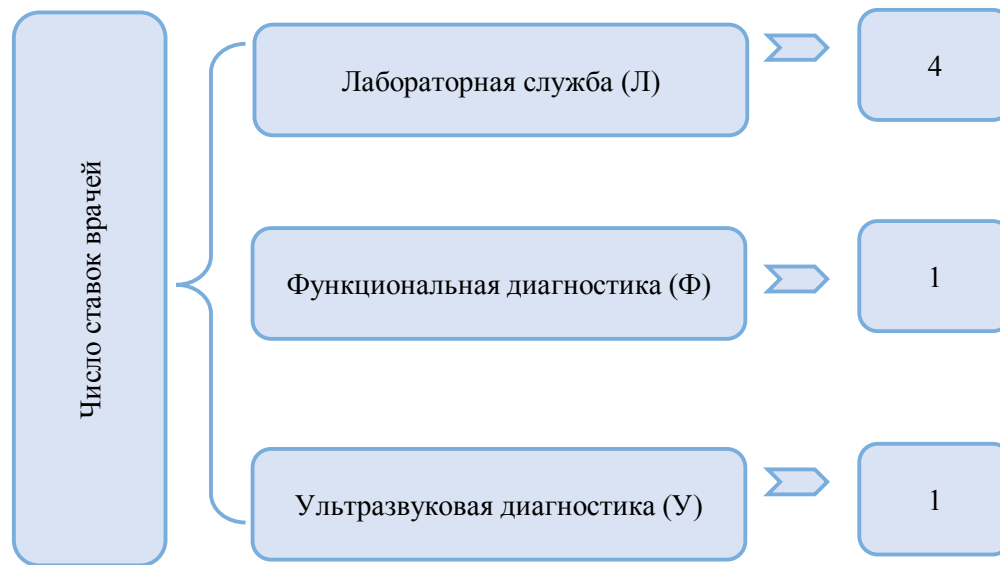 Число ставок врачей
Лабораторная служба (Л)
4
Функциональная диагностика (Ф)
1
Ультразвуковая диагностика (У)
1